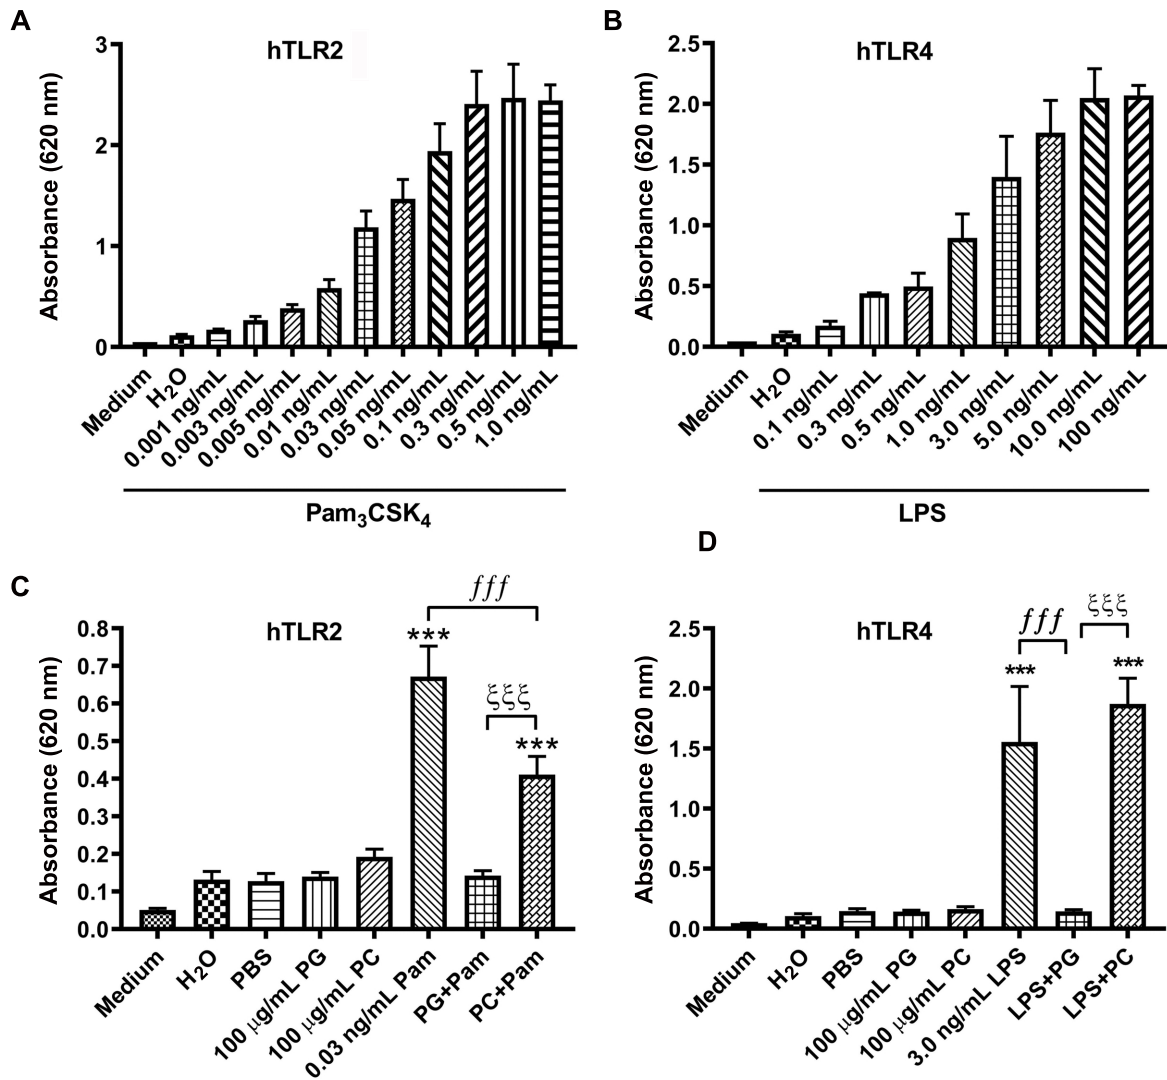 A
hTLR2
Absorbance (620 nm)
3
2
1
0
Medium
H2O
0.001 ng/mL
0.003 ng/mL
0.005 ng/mL
0.01 ng/mL
0.03 ng/mL
0.05 ng/mL
0.1 ng/mL
0.3 ng/mL
0.5 ng/mL
1.0 ng/mL
Pam3CSK4
B
hTLR4
Absorbance (620 nm)
2.5
2.0
1.5
1.0
0.5
0.0
Medium
H2O
0.1 ng/mL
0.3 ng/mL
0.5 ng/mL
1.0 ng/mL
3.0 ng/mL
5.0 ng/mL
10.0 ng/mL
100 ng/mL
LPS
C
hTLR2
Absorbance (620 nm)
0.8
0.7
0.6
0.5
0.4
0.3
0.2
0.1
0.0
fff
***
ξξξ
***
Medium
H2O
PBS
100 µg/mL PG
100 µg/mL PC
0.03 ng/mL Pam
PG+Pam
PC+Pam
D
hTLR4
Absorbance (620 nm)
2.5
2.0
1.5
1.0
0.5
0.0
fff
ξξξ
***
***
Medium
H2O
PBS
100 µg/mL PG
100 µg/mL PC
3.0 ng/mL LPS
LPS+PG
LPS+PC